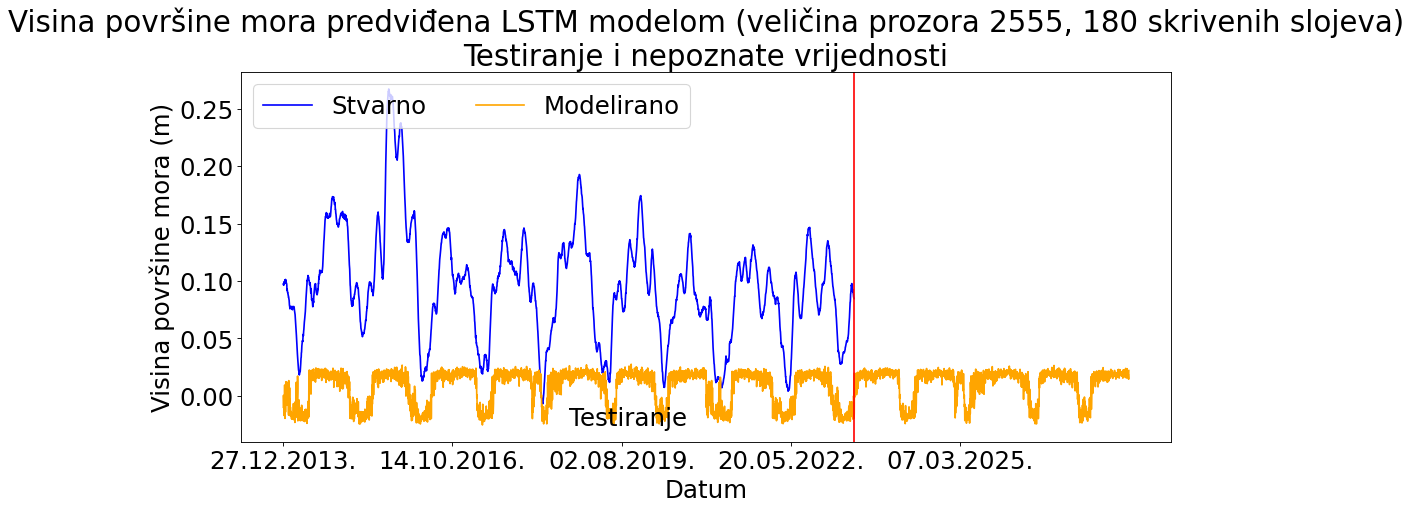 Visina površine mora predviđena LSTM modelom (veličina prozora 2555, 180 skrivenih slojeva)
Testiranje i nepoznate vrijednosti
Stvarno
Modelirano
Visina površine mora (m)
0.25
0.20
0.15
0.10
0.05
0.00
Testiranje
27.12.2013.
14.10.2016.
02.08.2019.
20.05.2022.
07.03.2025.
Datum